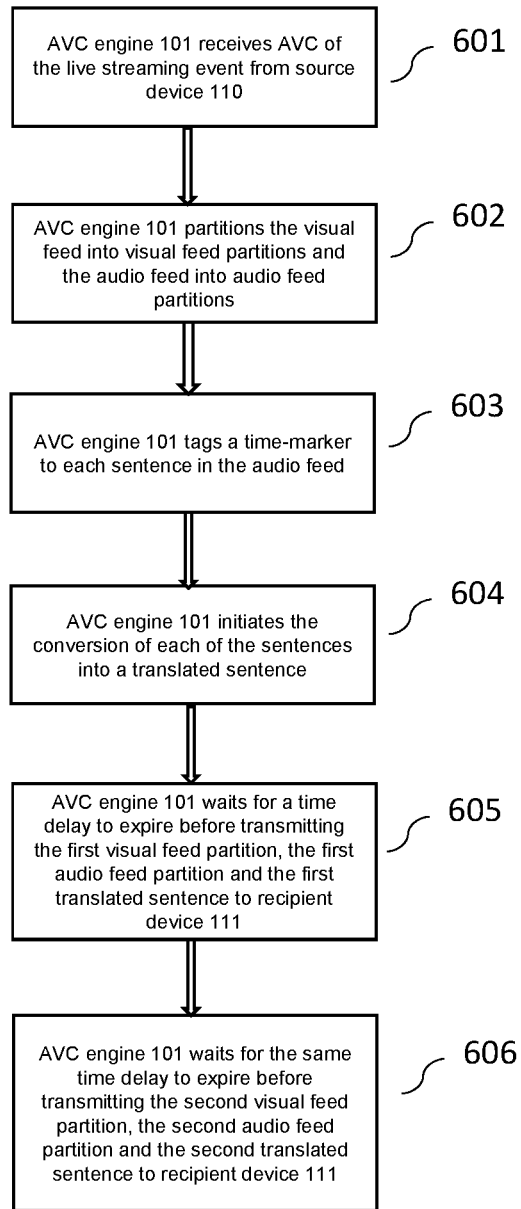 AVC engine 101 receives AVC of
the live streaming event from source
device 110
601
AVC engine 101 partitions the visual
feed into visual feed partitions and
the audio feed into audio feed
partitions
602
AVC engine 101 tags a time-marker
to each sentence in the audio feed
603
AVC engine 101 initiates the
conversion of each of the sentences
into a translated sentence
604
AVC engine 101 waits for a time
delay to expire before transmitting
the first visual feed partition, the first
audio feed partition and the first
translated sentence to recipient
device 111
605
AVC engine 101 waits for the same
time delay to expire before
transmitting the second visual feed
partition, the second audio feed
partition and the second translated
sentence to recipient device 111
606